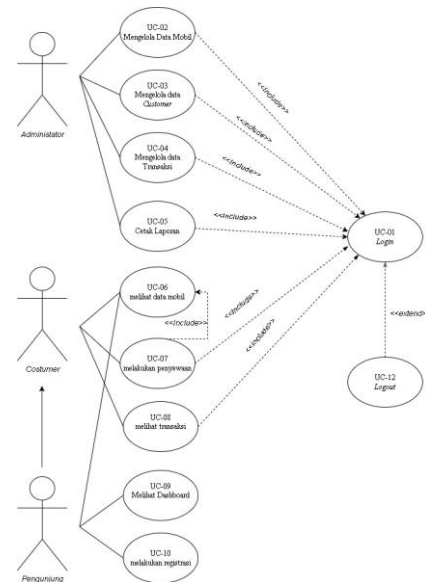 UC-02
Mengelola Data Mobil
<<Include>>
UC-03
Mengelola data
Customer
<<Include>>
Administator
UC-04
Mengelola data
Transaksi
<<Include>>
UC-05
Cetak Laporan
<<Include>>
UC-01
Login
UC-06
melihat data mobil
<<Include>>
<<Include>>
<<extend>
Costumer
UC-07
melakukan penyewaan
<<Include>>
UC-12
Logout
UC-08
melihat transaksi
UC-09
Melihat Dashboard
UC-10
melakukan registrasi
Pengunjung